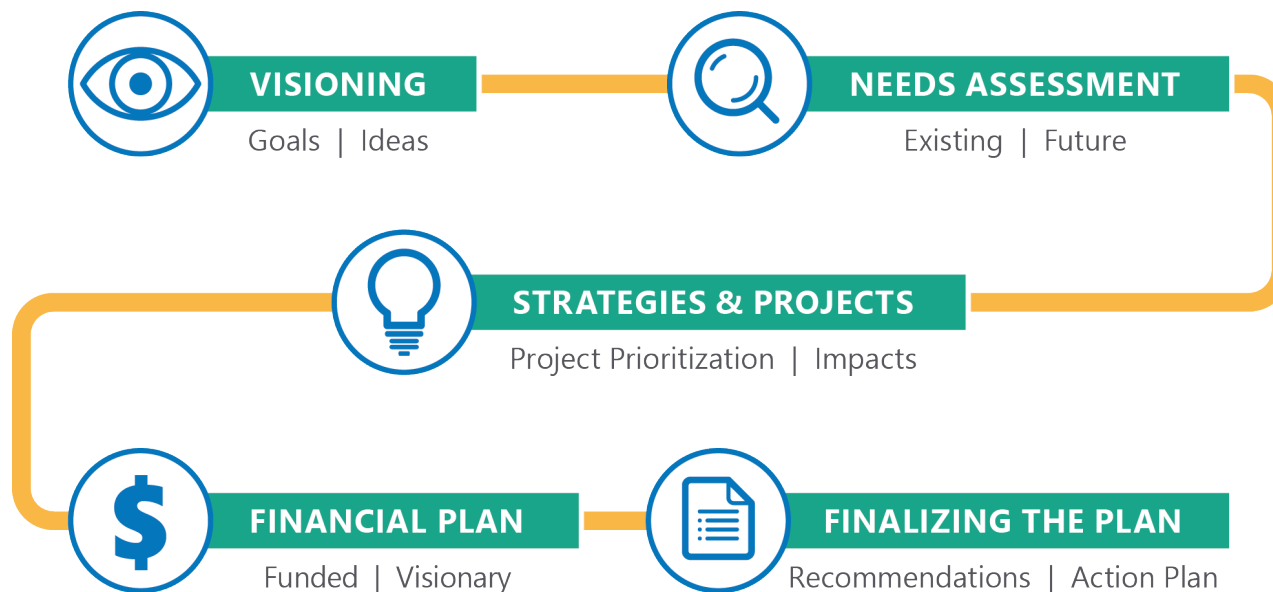 VISIONING
Goals | Ideas
NEEDS ASSESSMENT
Existing | Future
STRATEGIES & PROJECTS
Project Prioritization | Impacts
$
FINANCIAL PLAN
Funded | Visionary
FINALIZING THE PLAN
Recommendations | Action Plan